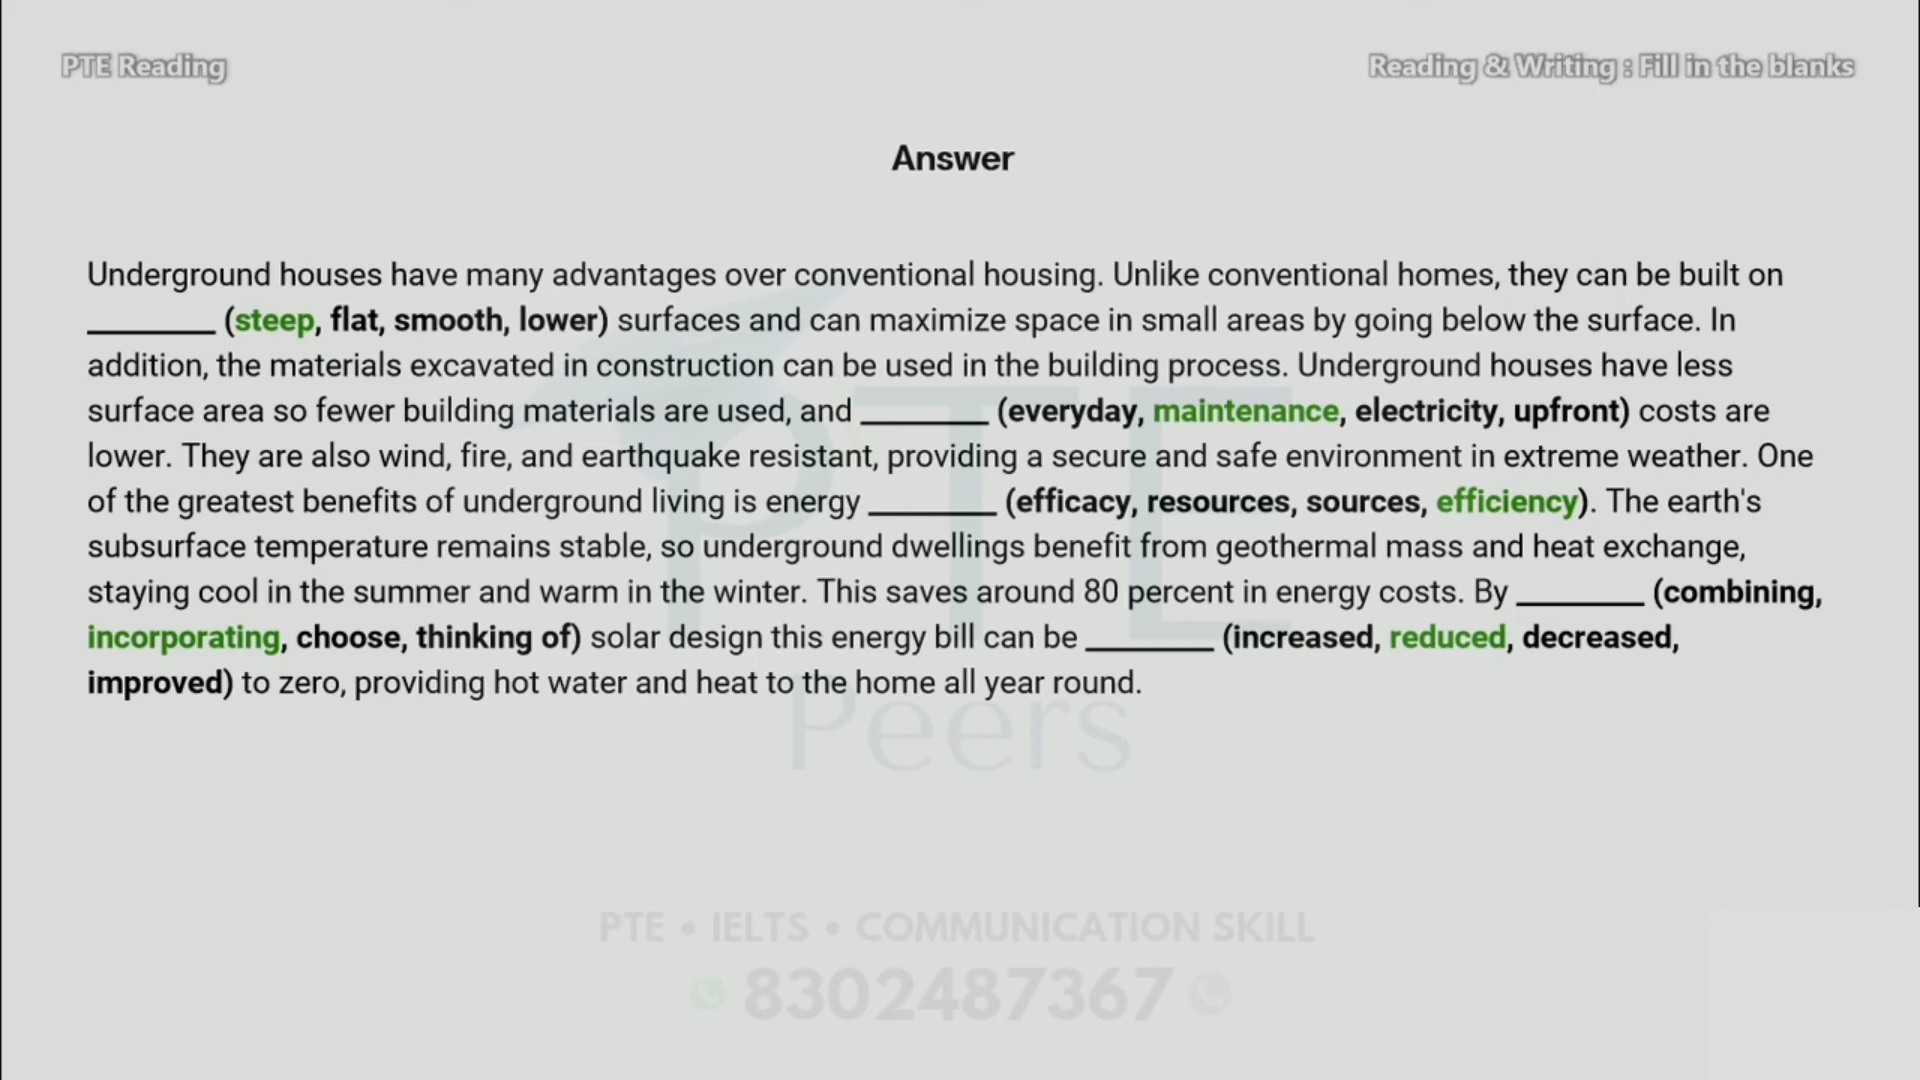 PTE Reading
Reading & Writing : Fill in the blanks
Answer
Underground houses have many advantages over conventional housing. Unlike conventional homes, they can be built on
________ (steep, flat, smooth, lower) surfaces and can maximize space in small areas by going below the surface. In
addition, the materials excavated in construction can be used in the building process. Underground houses have less
surface area so fewer building materials are used, and ________ (everyday, maintenance, electricity, upfront) costs are
lower. They are also wind, fire, and earthquake resistant, providing a secure and safe environment in extreme weather. One
of the greatest benefits of underground living is energy ________ (efficacy, resources, sources, efficiency). The earth's
subsurface temperature remains stable, so underground dwellings benefit from geothermal mass and heat exchange,
staying cool in the summer and warm in the winter. This saves around 80 percent in energy costs. By ________ (combining,
incorporating, choose, thinking of) solar design this energy bill can be ________ (increased, reduced, decreased,
improved) to zero, providing hot water and heat to the home all year round.
PTE
Peers
PTE • IELTS • COMMUNICATION SKILL
8302487367